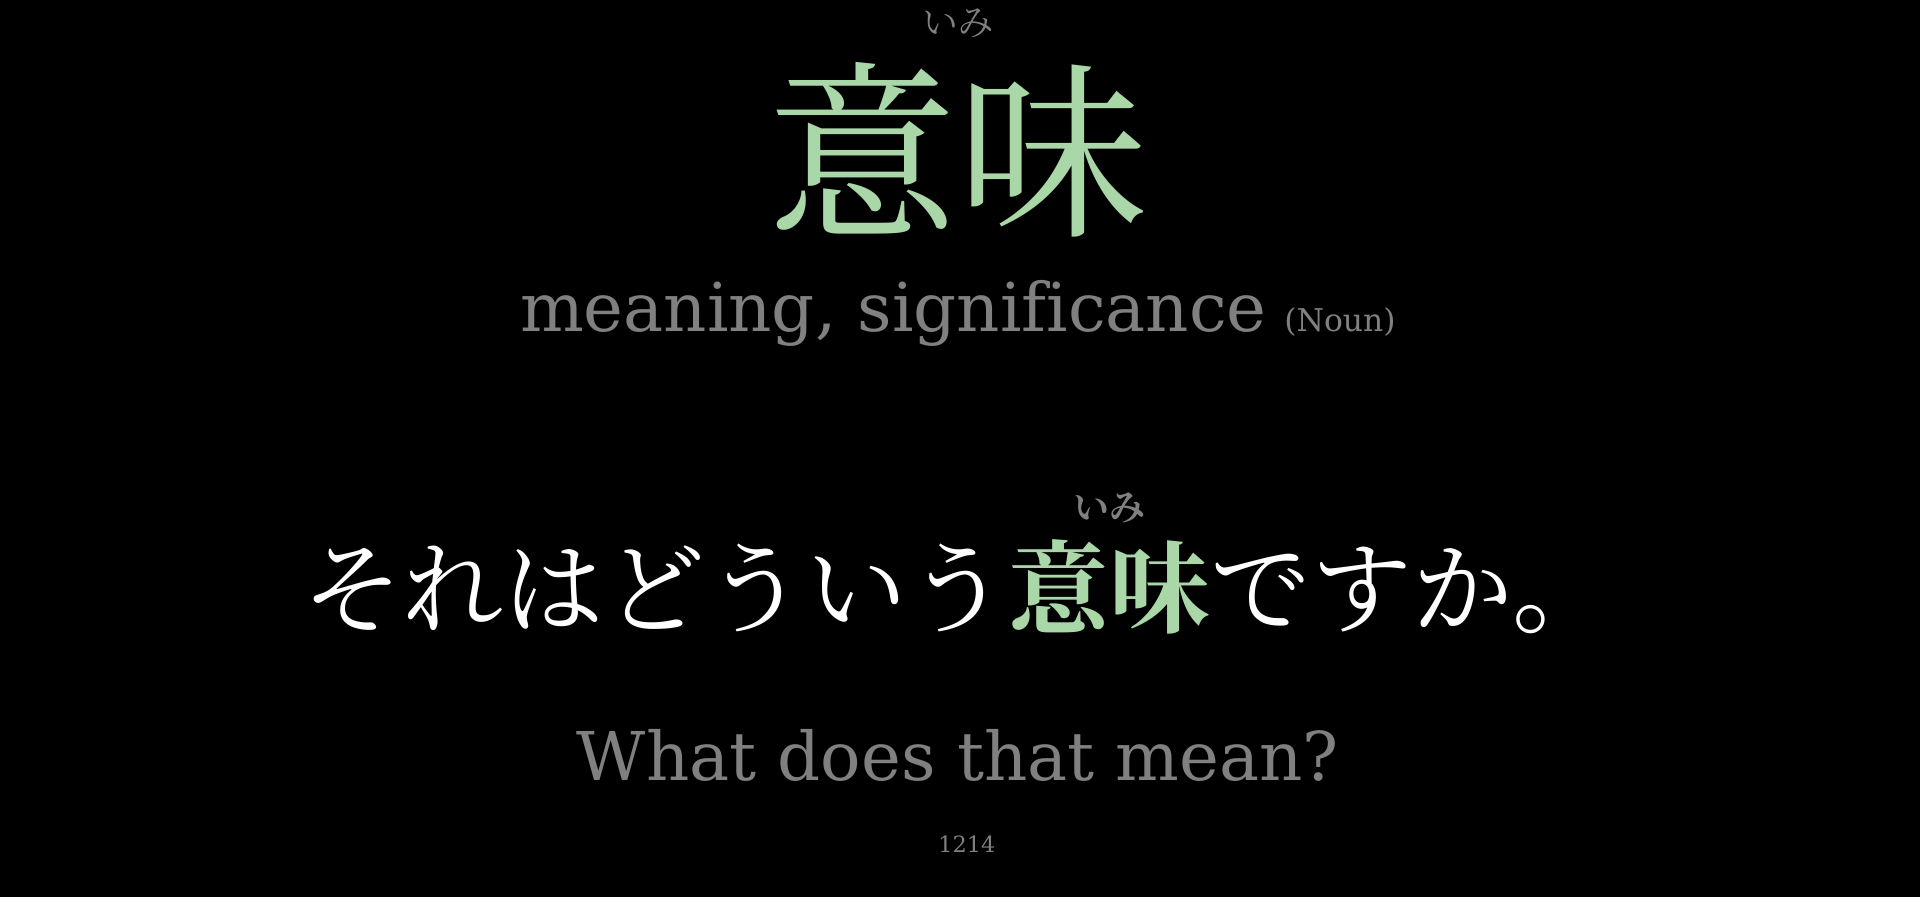 いみ
意味
meaning, significance (Noun)
いみ
それはどういう意味ですか。
What does that mean?
1214